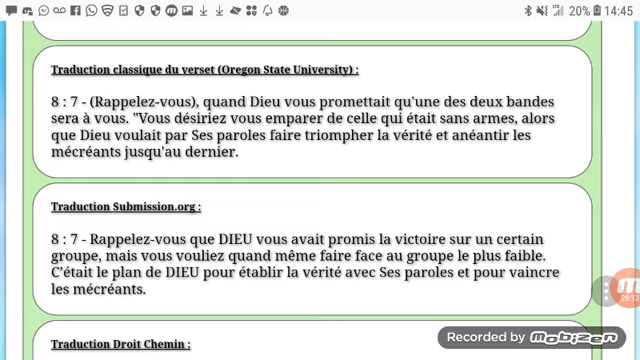 20% 14:45
Traduction classique du verset (Oregon State University) :
8 : 7 - (Rappelez-vous), quand Dieu vous promettait qu'une des deux bandes
sera à vous. "Vous désiriez vous emparer de celle qui était sans armes, alors
que Dieu voulait par Ses paroles faire triompher la vérité et anéantir les
mécréants jusqu'au dernier.
Traduction Submission.org :
8 : 7 - Rappelez-vous que DIEU vous avait promis la victoire sur un certain
groupe, mais vous vouliez quand même faire face au groupe le plus faible.
C'était le plan de DIEU pour établir la vérité avec Ses paroles et pour vaincre
les mécréants.
26:13
Recorded by mobizen
Traduction Droit Chemin :